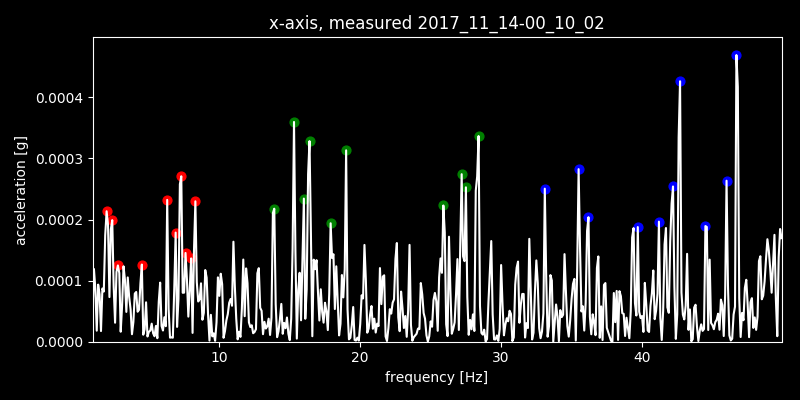 x-axis, measured 2017_11_14-00_10_02
acceleration [g]
0.0004
0.0003
0.0002
0.0001
0.0000
10 20 30 40
frequency [Hz]